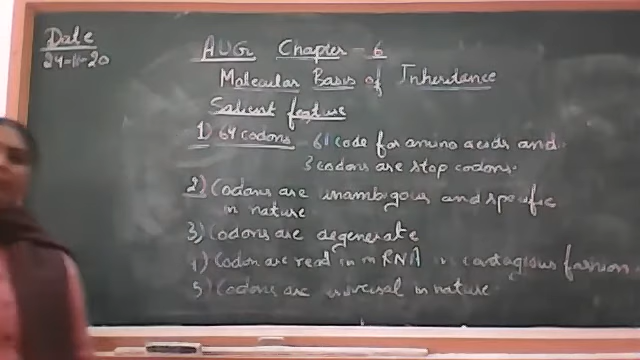 Date
24-11-20
AUG Chapter - 6
Molecular Basis of Inheritance
Salient feature
1) 64 codons - 61 code for amino acids and
3 codons are stop codons.
2) Codons are unambigous and specific
in nature
3) Codons are degenerate
4) Codon are read in m RNA in contagious fashion
5) Codons are universal in nature